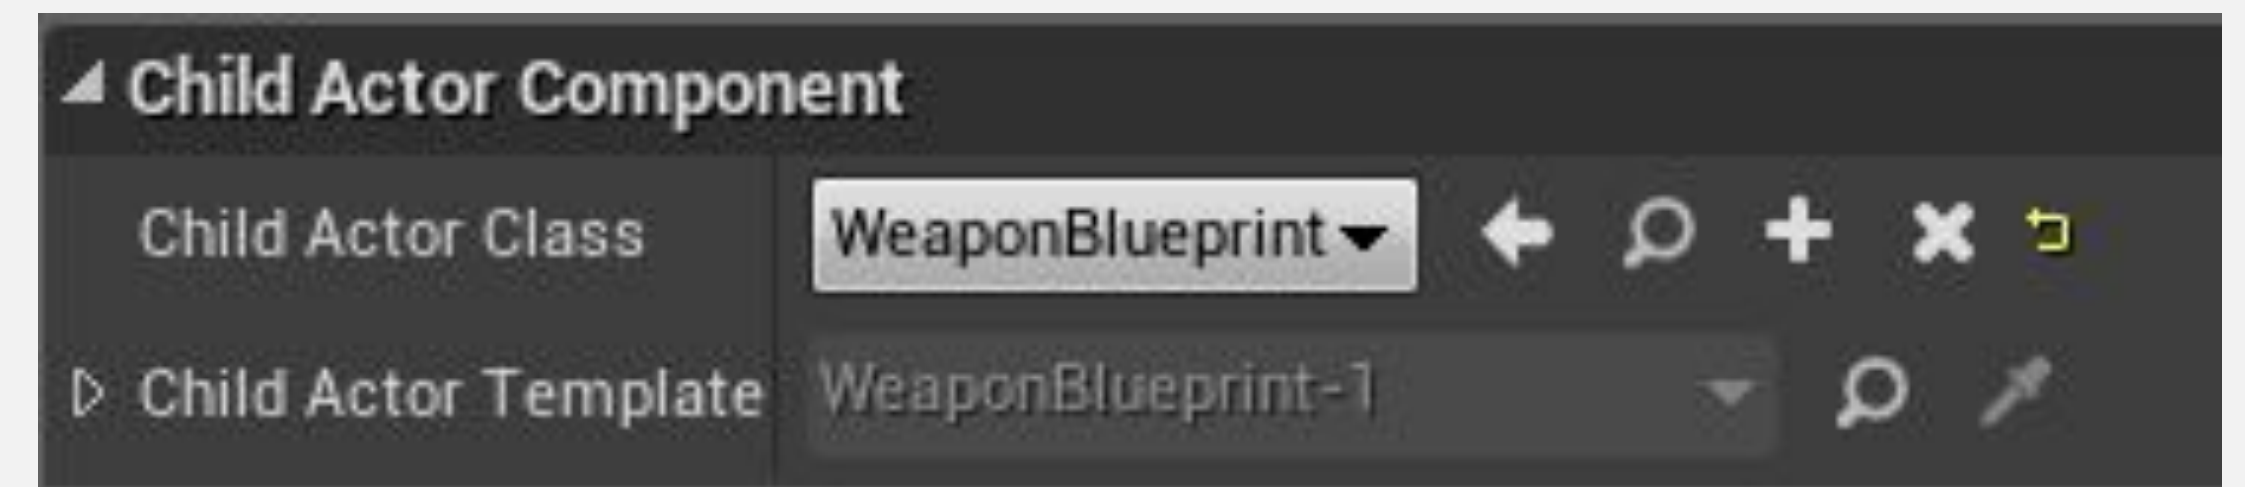 Child Actor Component
Child Actor Class WeaponBlueprint
Child Actor Template WeaponBlueprint-1